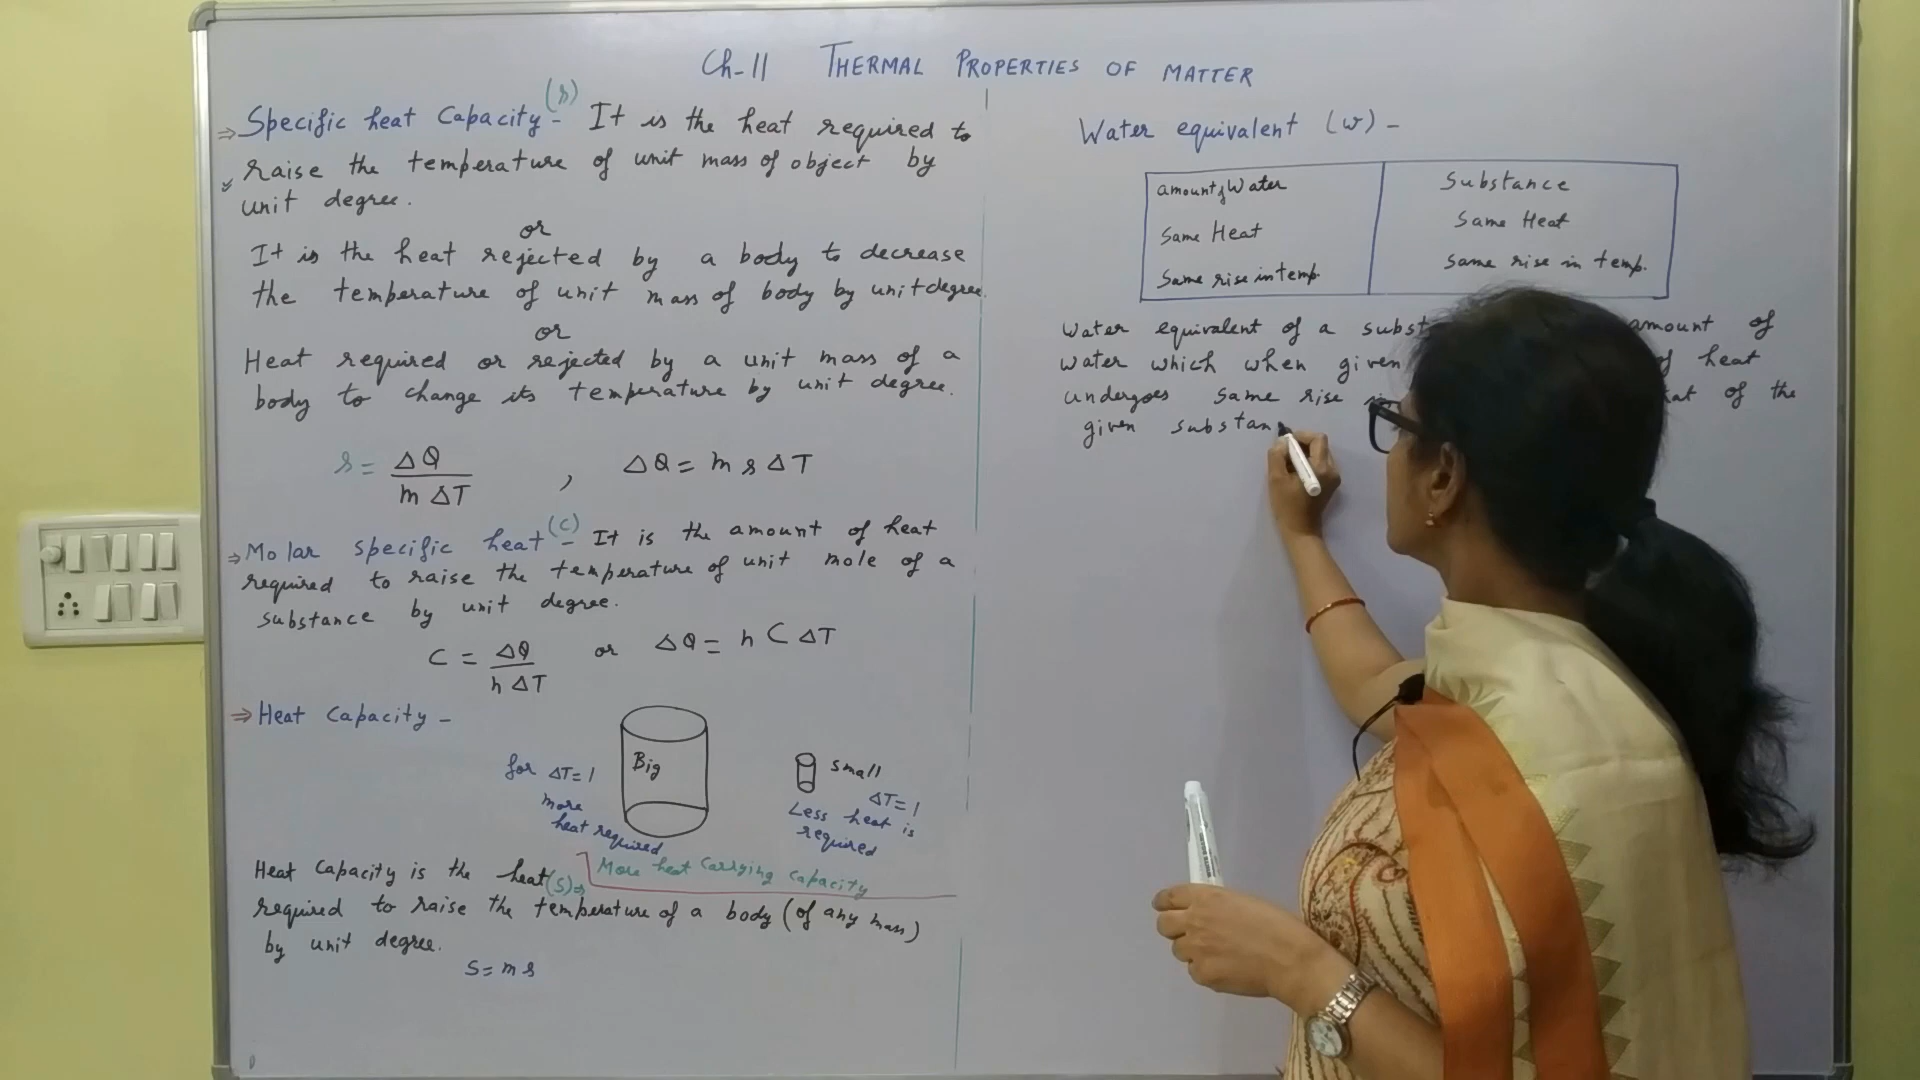 Ch-11 THERMAL PROPERTIES OF MATTER
⇒ Specific heat Capacity (s) - It is the heat required to
raise the temperature of unit mass of object by
unit degree.
or
It is the heat rejected by a body to decrease
the temperature of unit mass of body by unit degree.
or
Heat required or rejected by a unit mass of a
body to change its temperature by unit degree.
s = ΔQ / m ΔT , ΔQ = m s ΔT
⇒ Molar specific heat (C) - It is the amount of heat
required to raise the temperature of unit mole of a
substance by unit degree.
C = ΔQ / n ΔT or ΔQ = n C ΔT
⇒ Heat Capacity -
for ΔT = 1
more
heat required
Big
small
ΔT = 1
Less heat is
required
More heat carrying capacity
Heat Capacity is the heat (S) ⇒
required to raise the temperature of a body (of any mass)
by unit degree.
S = m s
Water equivalent (w) -
amount of Water
Same Heat
Same rise in temp.
Substance
Same Heat
Same rise in temp.
Water equivalent of a subst amount of
water which when given of heat
undergoes same rise of the
given substan